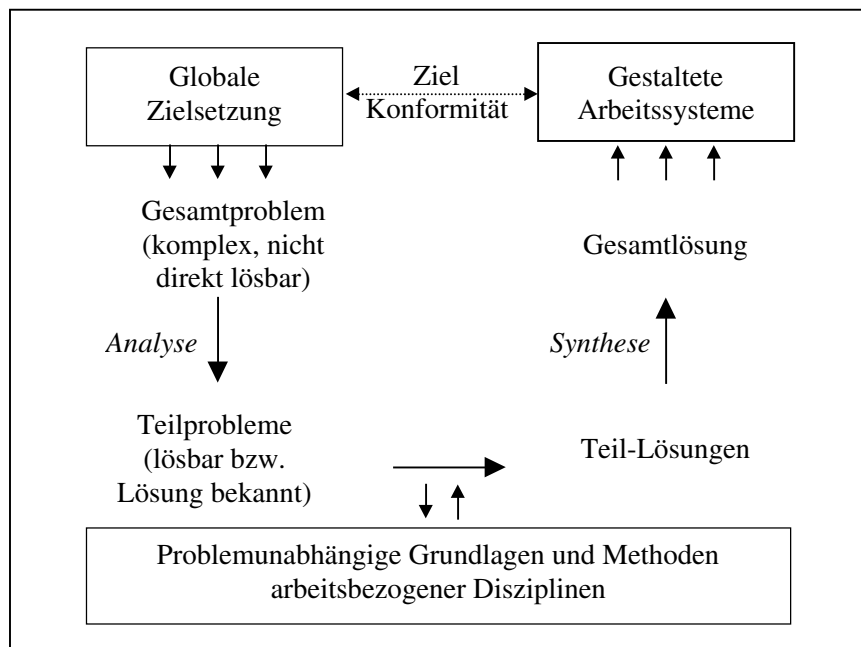 Globale
Zielsetzung
Ziel
Konformität
Gestaltete
Arbeitssysteme
Gesamtproblem
(komplex, nicht
direkt lösbar)
Gesamtlösung
Analyse
Synthese
Teilprobleme
(lösbar bzw.
Lösung bekannt)
Teil-Lösungen
Problemunabhängige Grundlagen und Methoden
arbeitsbezogener Disziplinen